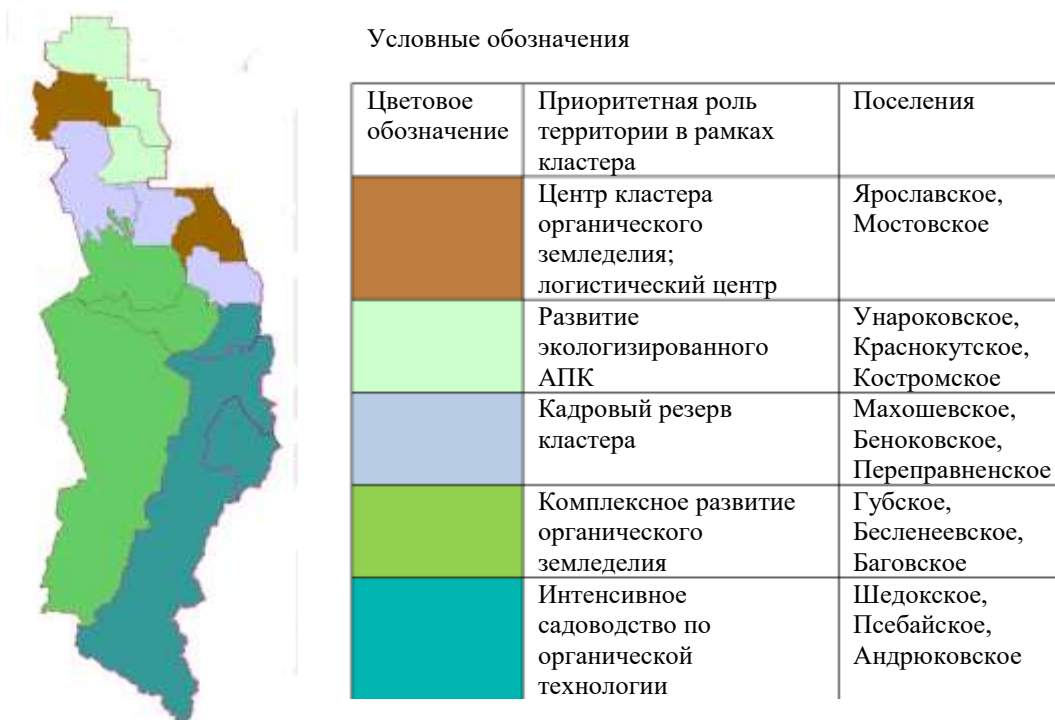 Условные обозначения
Цветовое
обозначение
Приоритетная роль
территории в рамках
кластера
Поселения
Центр кластера
органического
земледелия;
логистический центр
Ярославское,
Мостовское
Развитие
экологизированного
АПК
Унароковское,
Краснокутское,
Костромское
Кадровый резерв
кластера
Махошевское,
Беноковское,
Переправненское
Комплексное развитие
органического
земледелия
Губское,
Бесленеевское,
Баговское
Интенсивное
садоводство по
органической
технологии
Шедокское,
Псебайское,
Андрюковское